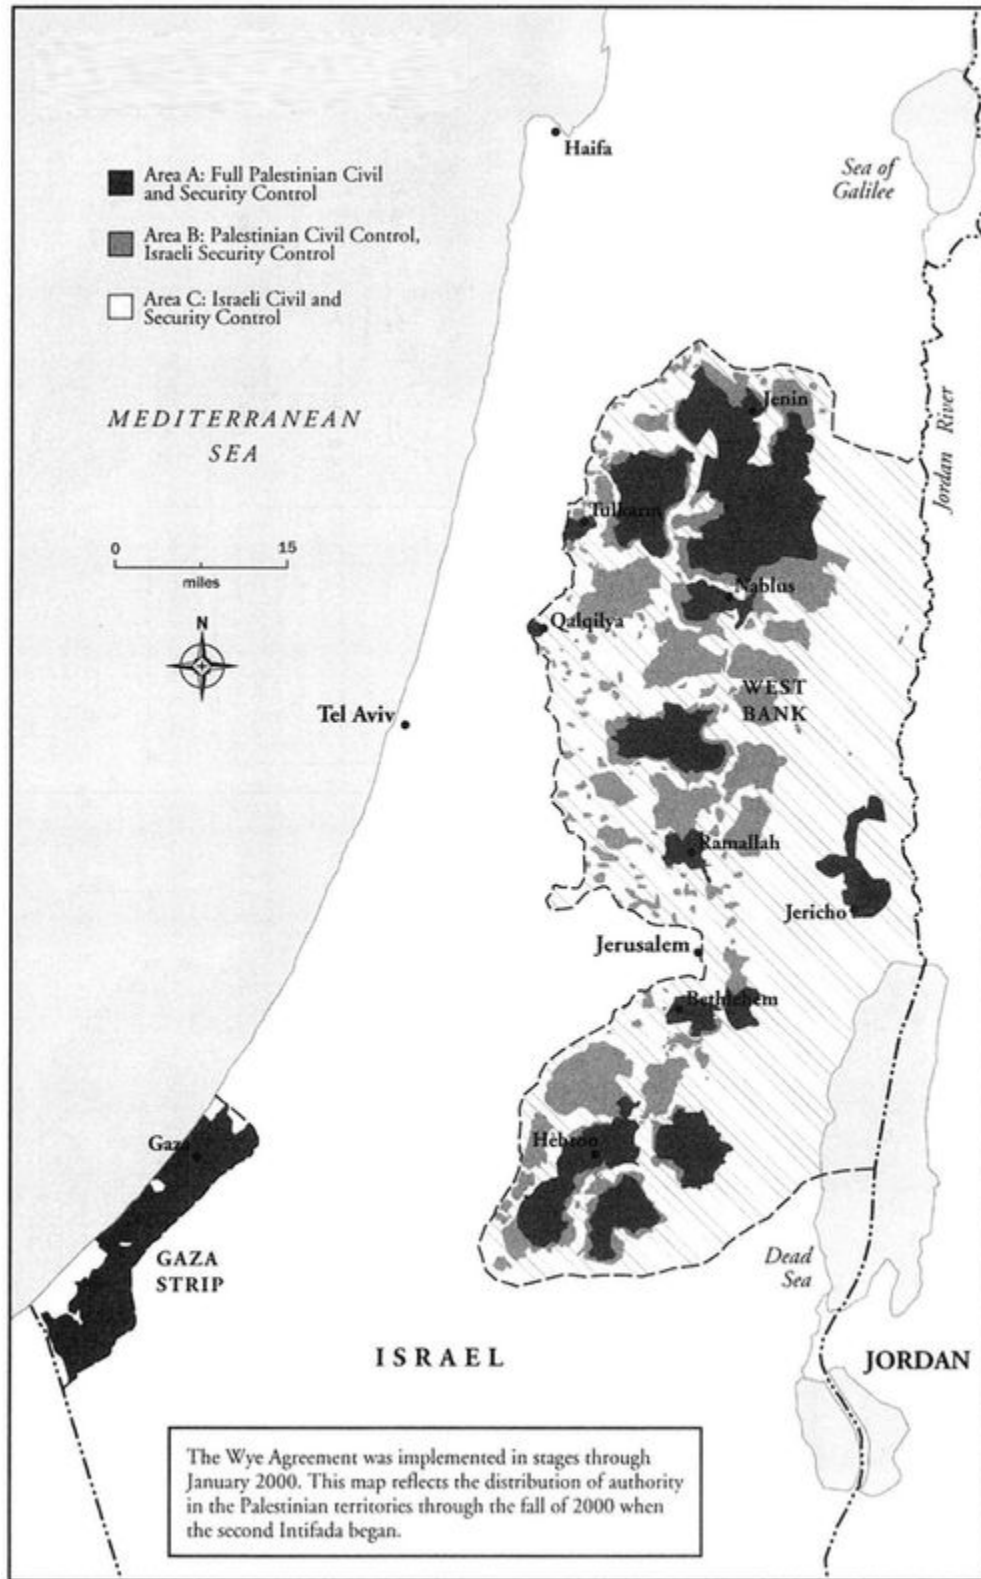 Haifa
Sea of
Galilee
Area A: Full Palestinian Civil
and Security Control
Area B: Palestinian Civil Control,
Israeli Security Control
Area C: Israeli Civil and
Security Control
MEDITERRANEAN
SEA
Jordan River
Jenin
Tulkarm
0 15
miles
N
Nablus
Qalqilya
WEST
BANK
Tel Aviv
Ramallah
Jericho
Jerusalem
Bethlehem
Hebron
Gaza
GAZA
STRIP
Dead
Sea
ISRAEL
JORDAN
The Wye Agreement was implemented in stages through
January 2000. This map reflects the distribution of authority
in the Palestinian territories through the fall of 2000 when
the second Intifada began.